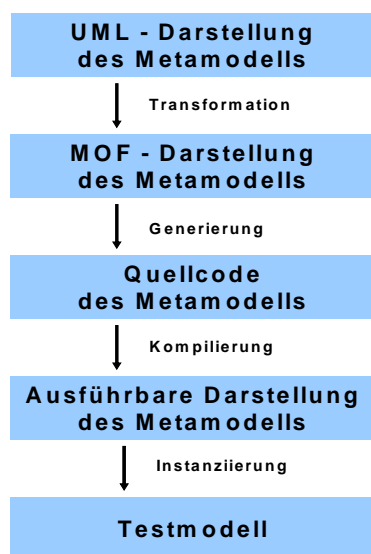 UML - Darstellung
des Metamodells
Transformation
MOF - Darstellung
des Metamodells
Generierung
Quellcode
des Metamodells
Kompilierung
Ausführbare Darstellung
des Metamodells
Instanziierung
Testmodell